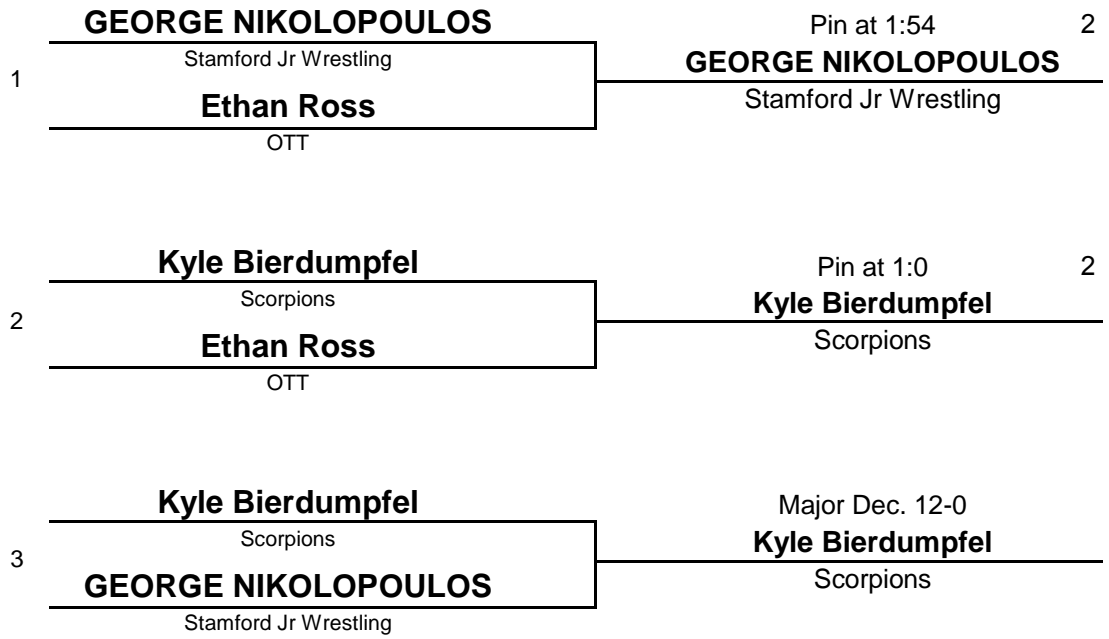 GEORGE NIKOLOPOULOS
Stamford Jr Wrestling
1
Ethan Ross
OTT
Pin at 1:54 2
GEORGE NIKOLOPOULOS
Stamford Jr Wrestling
Kyle Bierdumpfel
Scorpions
2
Ethan Ross
OTT
Pin at 1:0 2
Kyle Bierdumpfel
Scorpions
Kyle Bierdumpfel
Scorpions
3
GEORGE NIKOLOPOULOS
Stamford Jr Wrestling
Major Dec. 12-0
Kyle Bierdumpfel
Scorpions